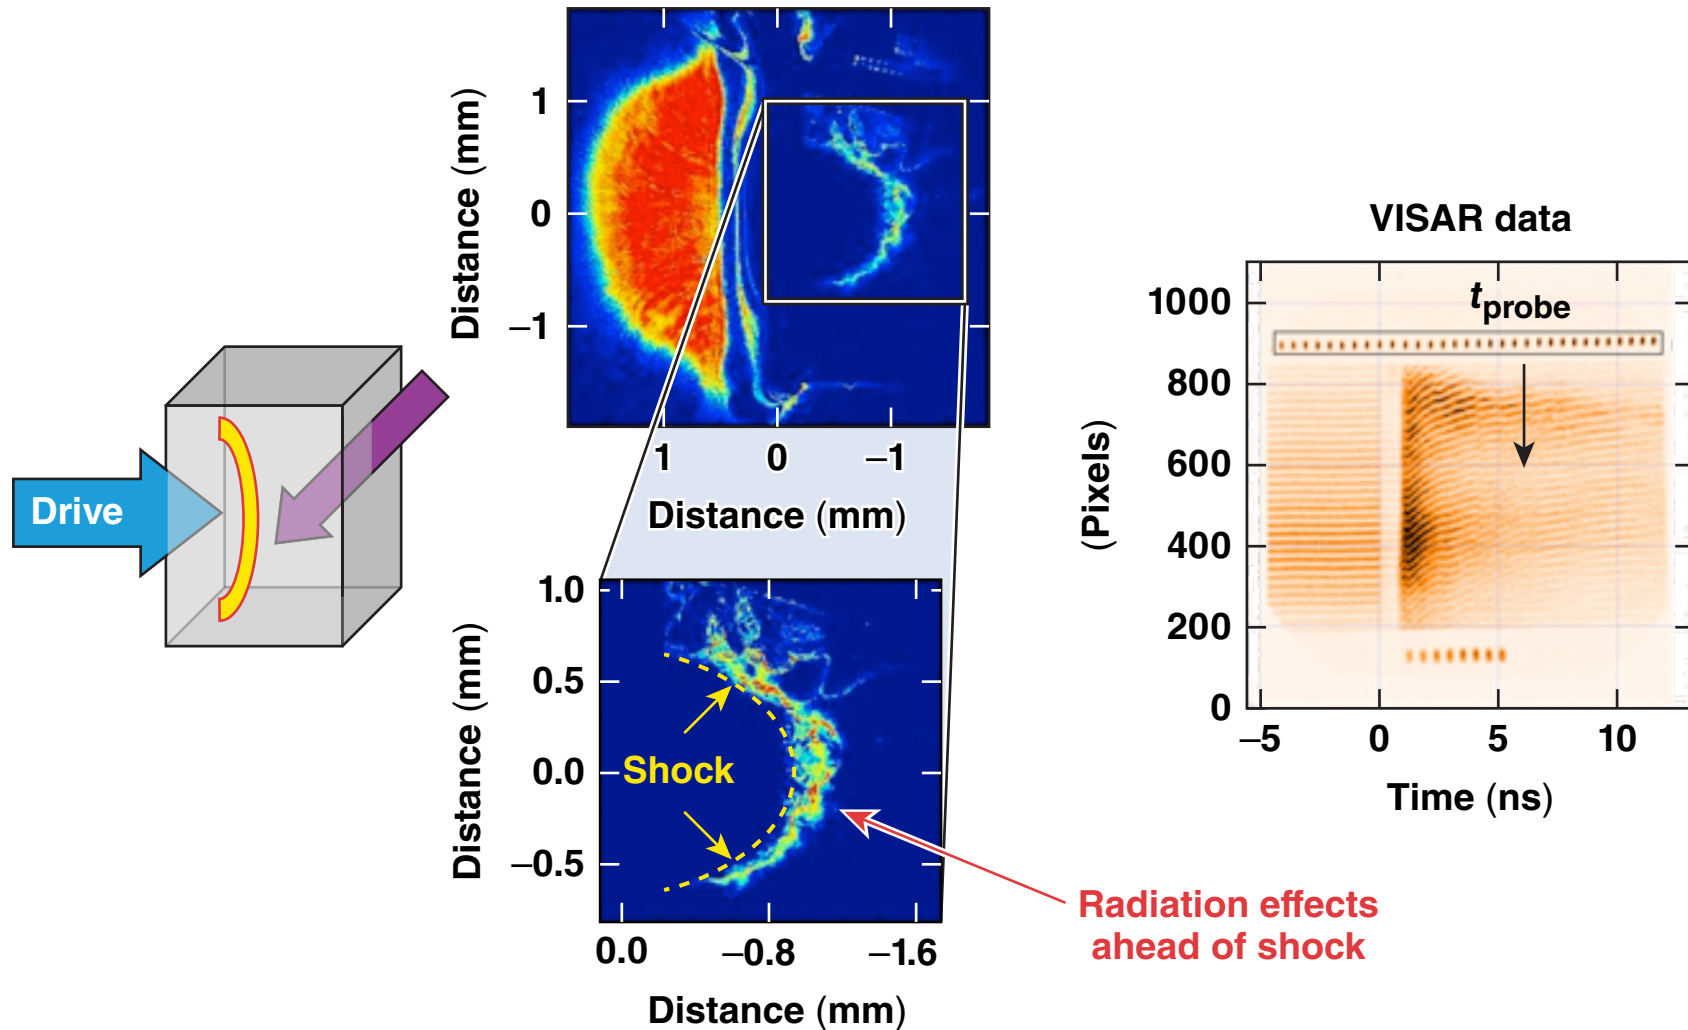 Drive
Distance (mm)
1
0
–1
1
0
–1
Distance (mm)
Distance (mm)
1.0
0.5
0.0
–0.5
Shock
0.0
–0.8
–1.6
Distance (mm)
Radiation effects
ahead of shock
VISAR data
(Pixels)
1000
800
600
400
200
0
tprobe
–5
0
5
10
Time (ns)